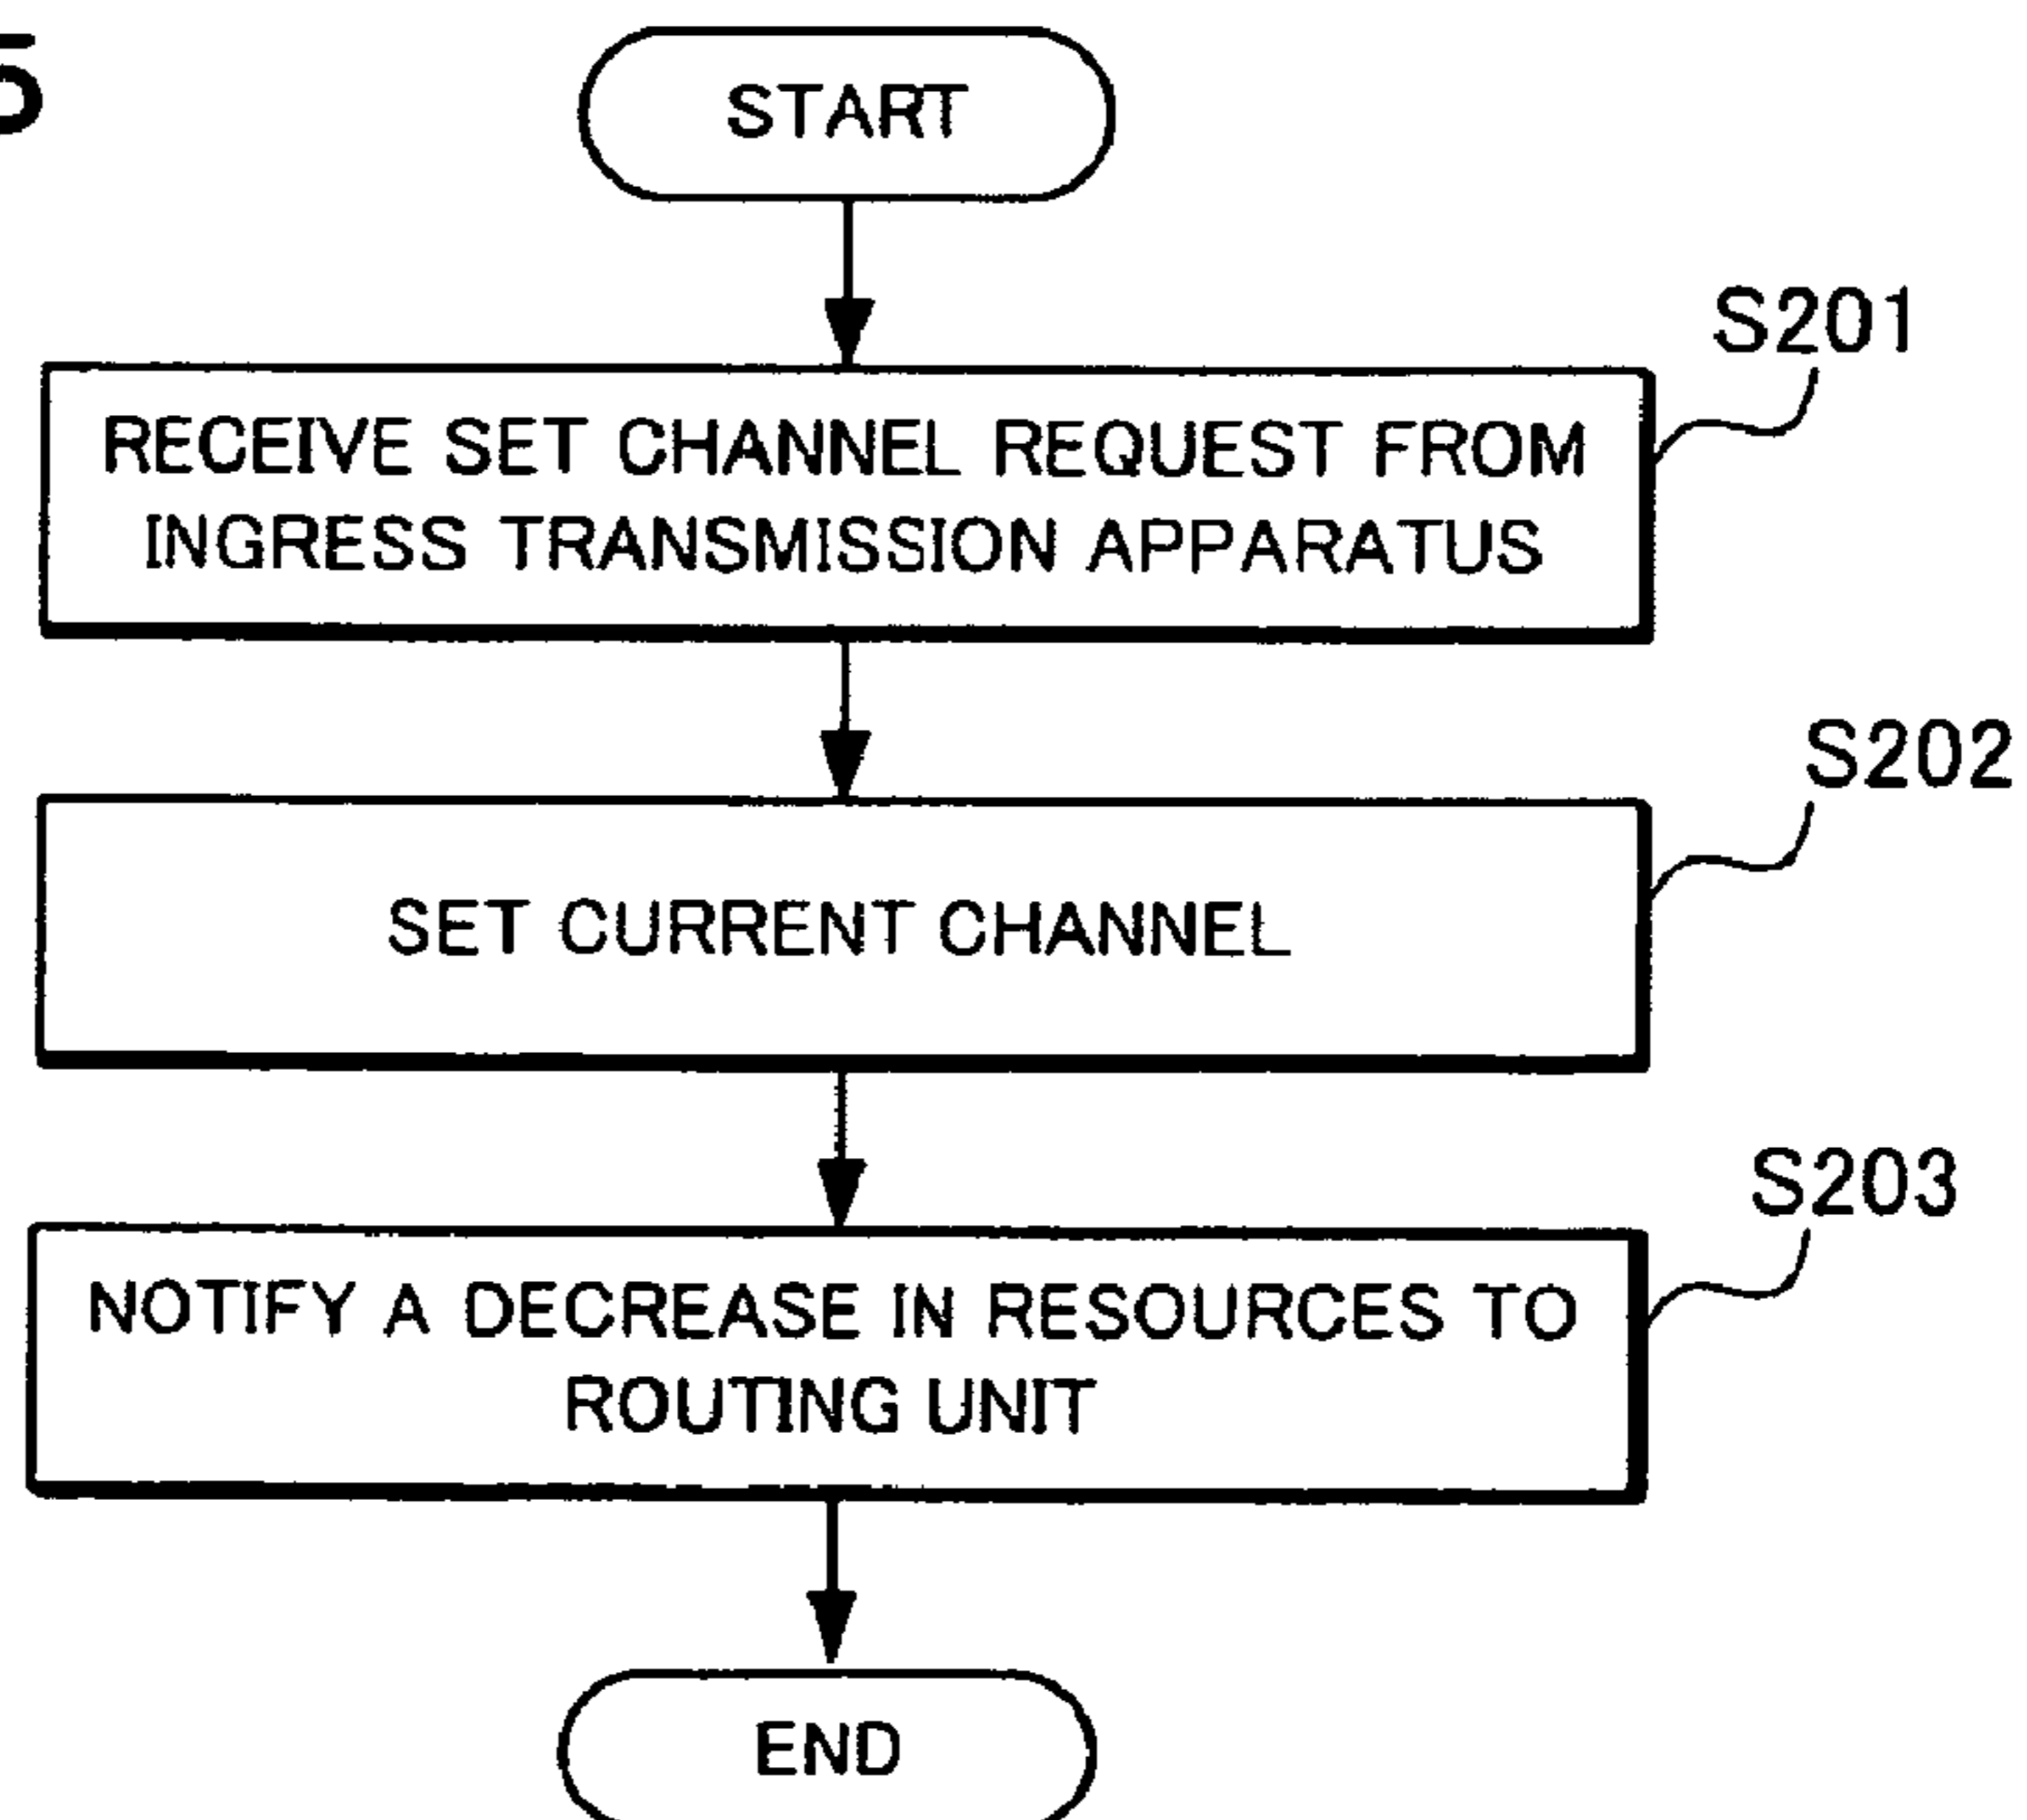 5
START
S201
RECEIVE SET CHANNEL REQUEST FROM
INGRESS TRANSMISSION APPARATUS
S202
SET CURRENT CHANNEL
S203
NOTIFY A DECREASE IN RESOURCES TO
ROUTING UNIT
END